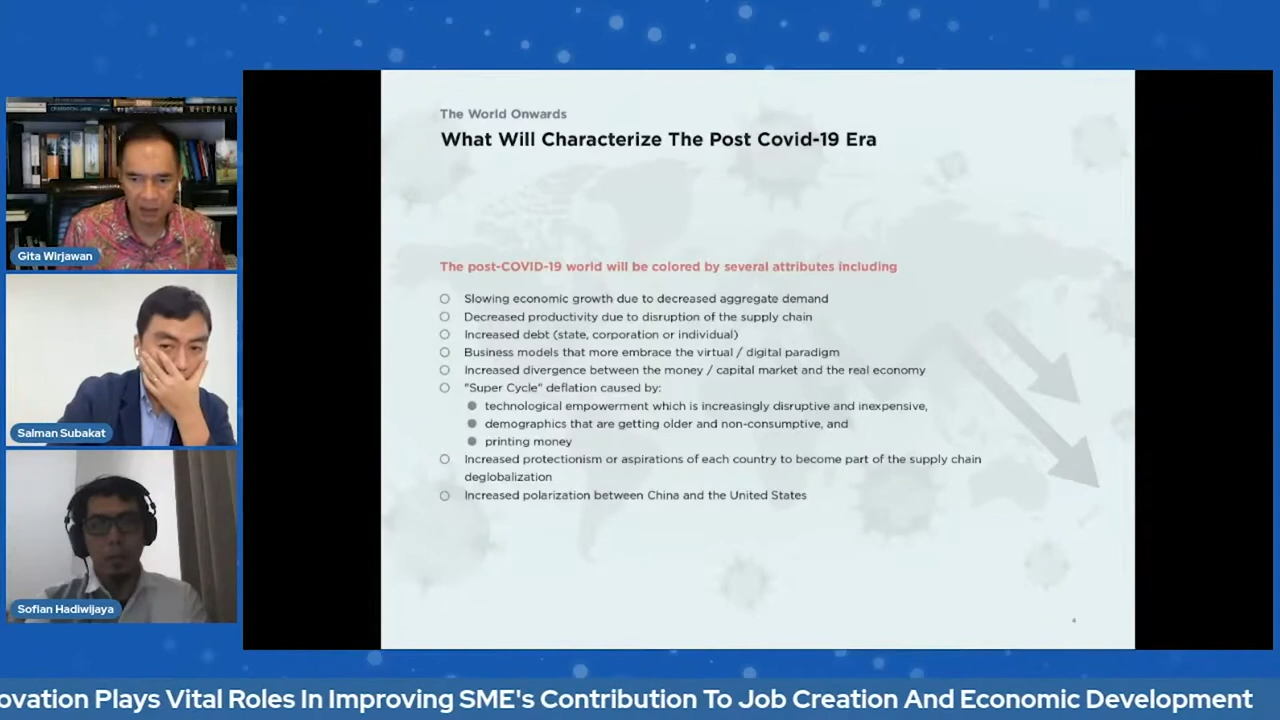 Gita Wirjawan
Salman Subakat
Sofian Hadiwijaya
The World Onwards
What Will Characterize The Post Covid-19 Era
The post-COVID-19 world will be colored by several attributes including
Slowing economic growth due to decreased aggregate demand
Decreased productivity due to disruption of the supply chain
Increased debt (state, corporation or individual)
Business models that more embrace the virtual / digital paradigm
Increased divergence between the money / capital market and the real economy
"Super Cycle" deflation caused by:
technological empowerment which is increasingly disruptive and inexpensive,
demographics that are getting older and non-consumptive, and
printing money
Increased protectionism or aspirations of each country to become part of the supply chain
deglobalization
Increased polarization between China and the United States
4
ovation Plays Vital Roles In Improving SME's Contribution To Job Creation And Economic Development